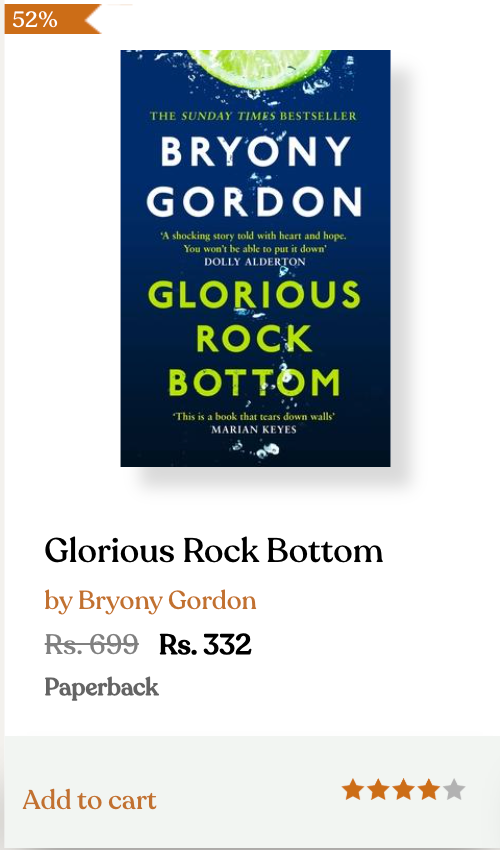 52%
THE SUNDAY TIMES BESTSELLER
BRYONY
GORDON
‘A shocking story told with heart and hope.
You won’t be able to put it down’
DOLLY ALDERTON
GLORIOUS
ROCK
BOTTOM
‘This is a book that tears down walls’
MARIAN KEYES
Glorious Rock Bottom
by Bryony Gordon
Rs. 699 Rs. 332
Paperback
Add to cart